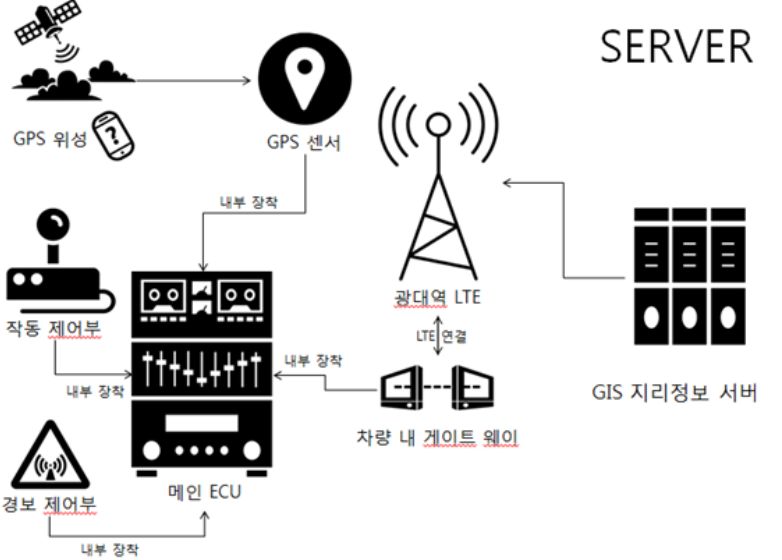 SERVER
GPS 위성
?
GPS 센서
내부 장착
광대역 LTE
작동 제어부
LTE 연결
내부 장착
내부 장착
GIS 지리정보 서버
차량 내 게이트 웨이
메인 ECU
경보 제어부
내부 장착